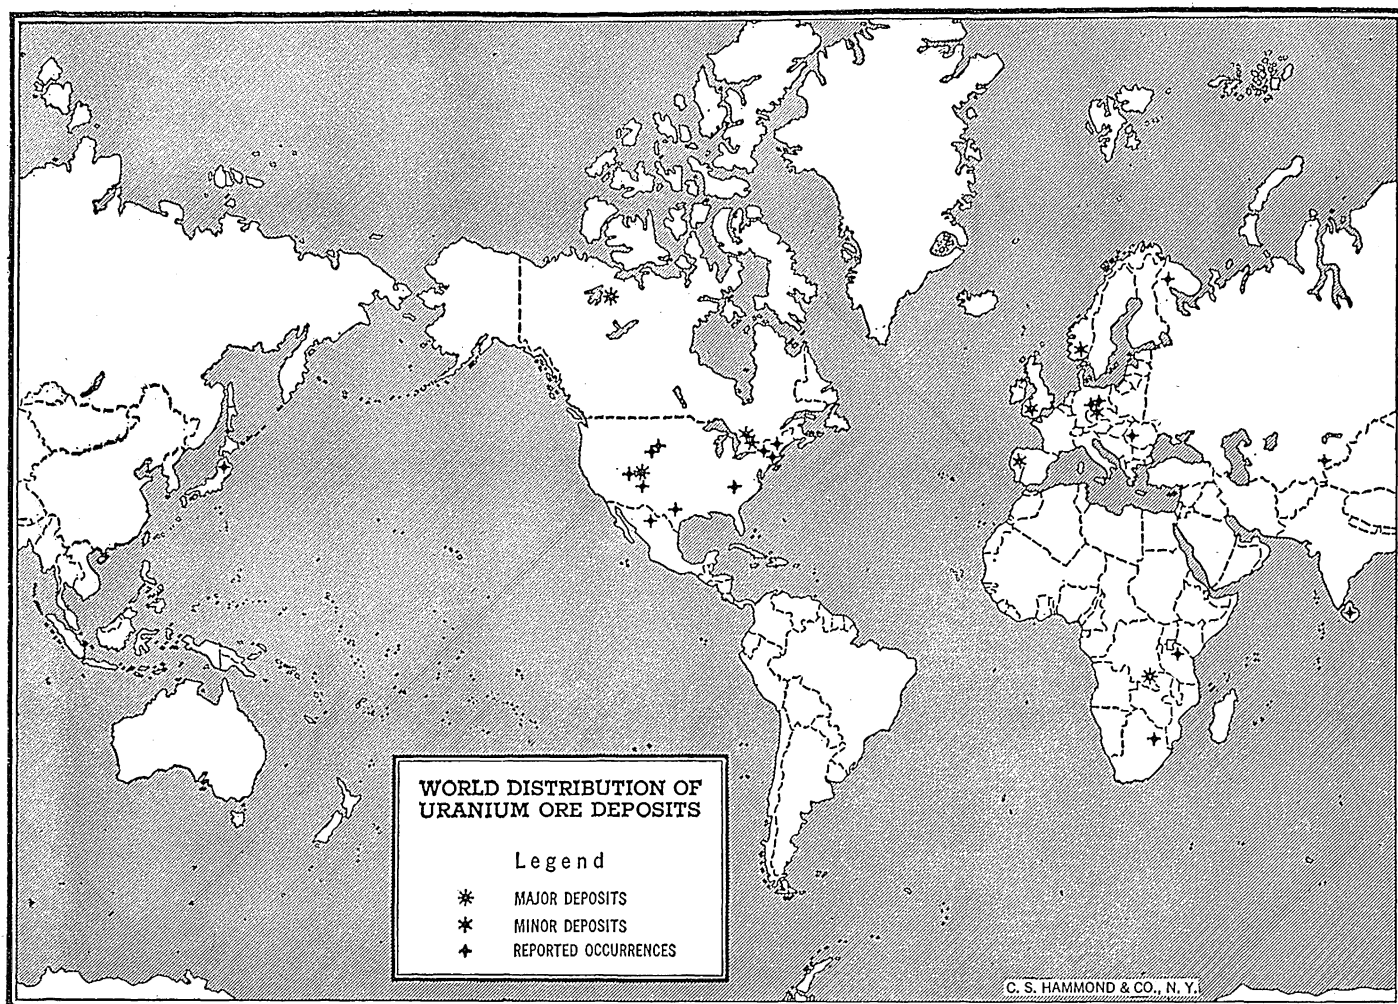 WORLD DISTRIBUTION OF
URANIUM ORE DEPOSITS
Legend
MAJOR DEPOSITS
MINOR DEPOSITS
REPORTED OCCURRENCES
C. S. HAMMOND & CO., N. Y.